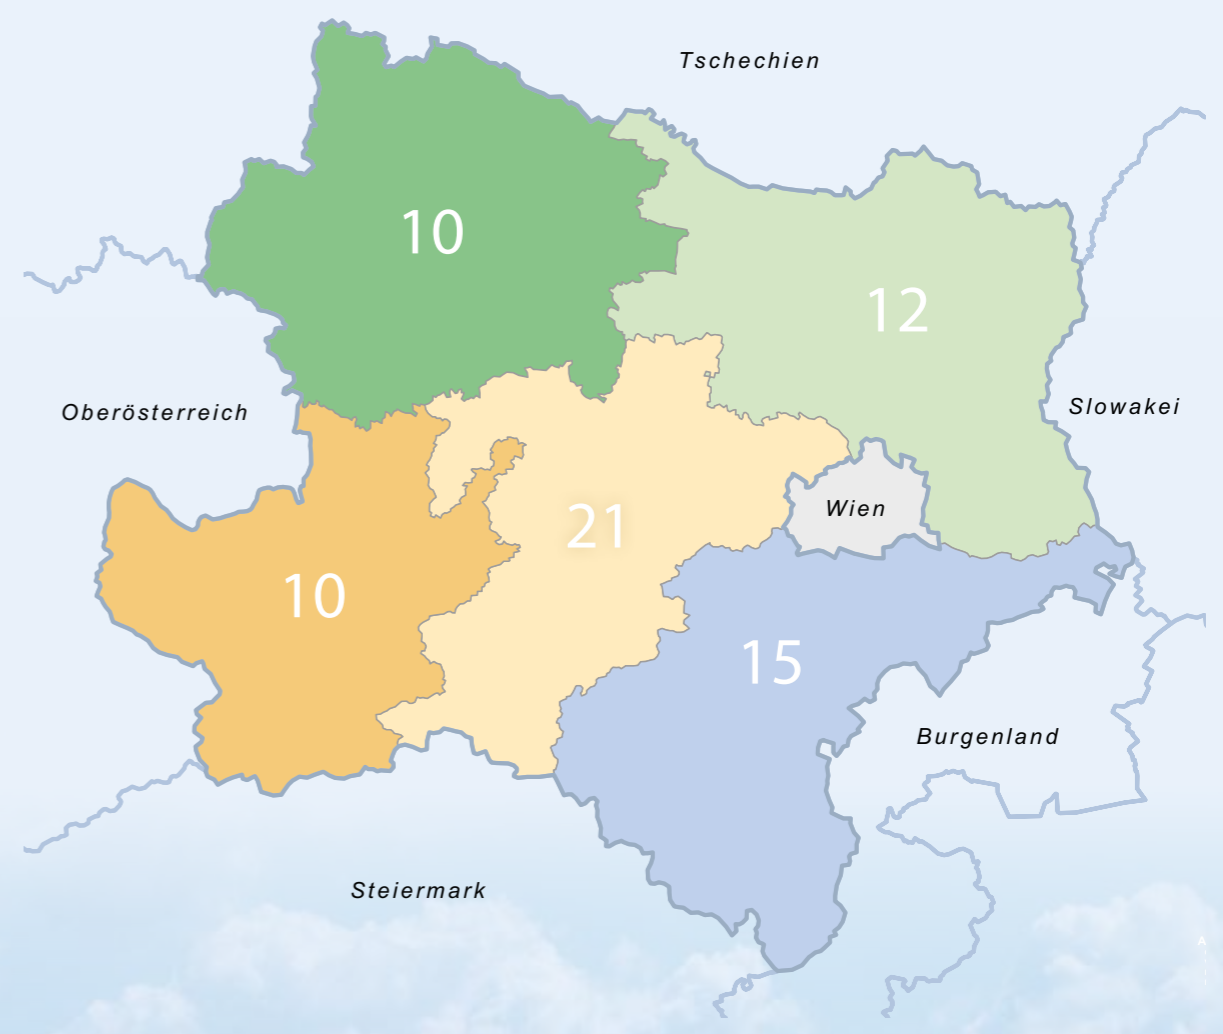 Tschechien
10
12
Oberösterreich
Slowakei
Wien
21
10
15
Burgenland
Steiermark
A